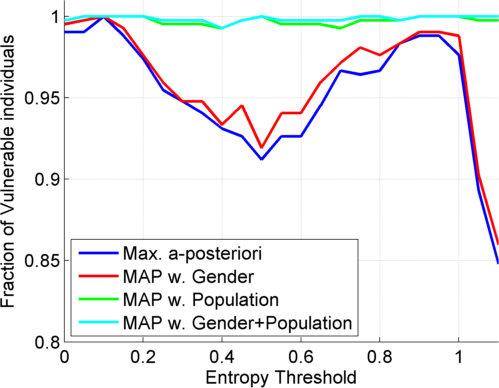 Fraction of Vulnerable individuals
1
0.95
0.9
0.85
0.8
Max. a-posteriori
MAP w. Gender
MAP w. Population
MAP w. Gender+Population
0 0.2 0.4 0.6 0.8 1
Entropy Threshold